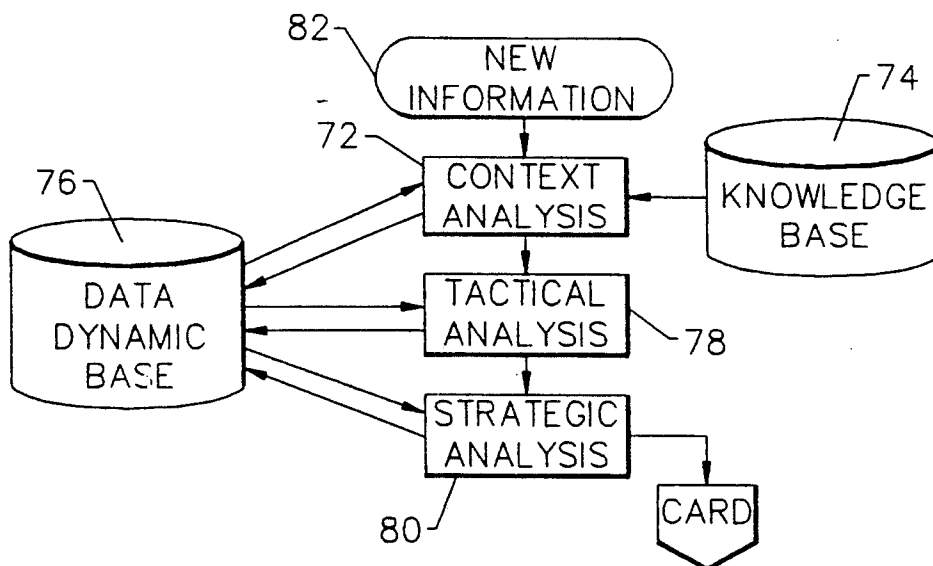 82
NEW
INFORMATION
74
72
CONTEXT
ANALYSIS
KNOWLEDGE
BASE
76
DATA
DYNAMIC
BASE
TACTICAL
ANALYSIS
78
STRATEGIC
ANALYSIS
80
CARD